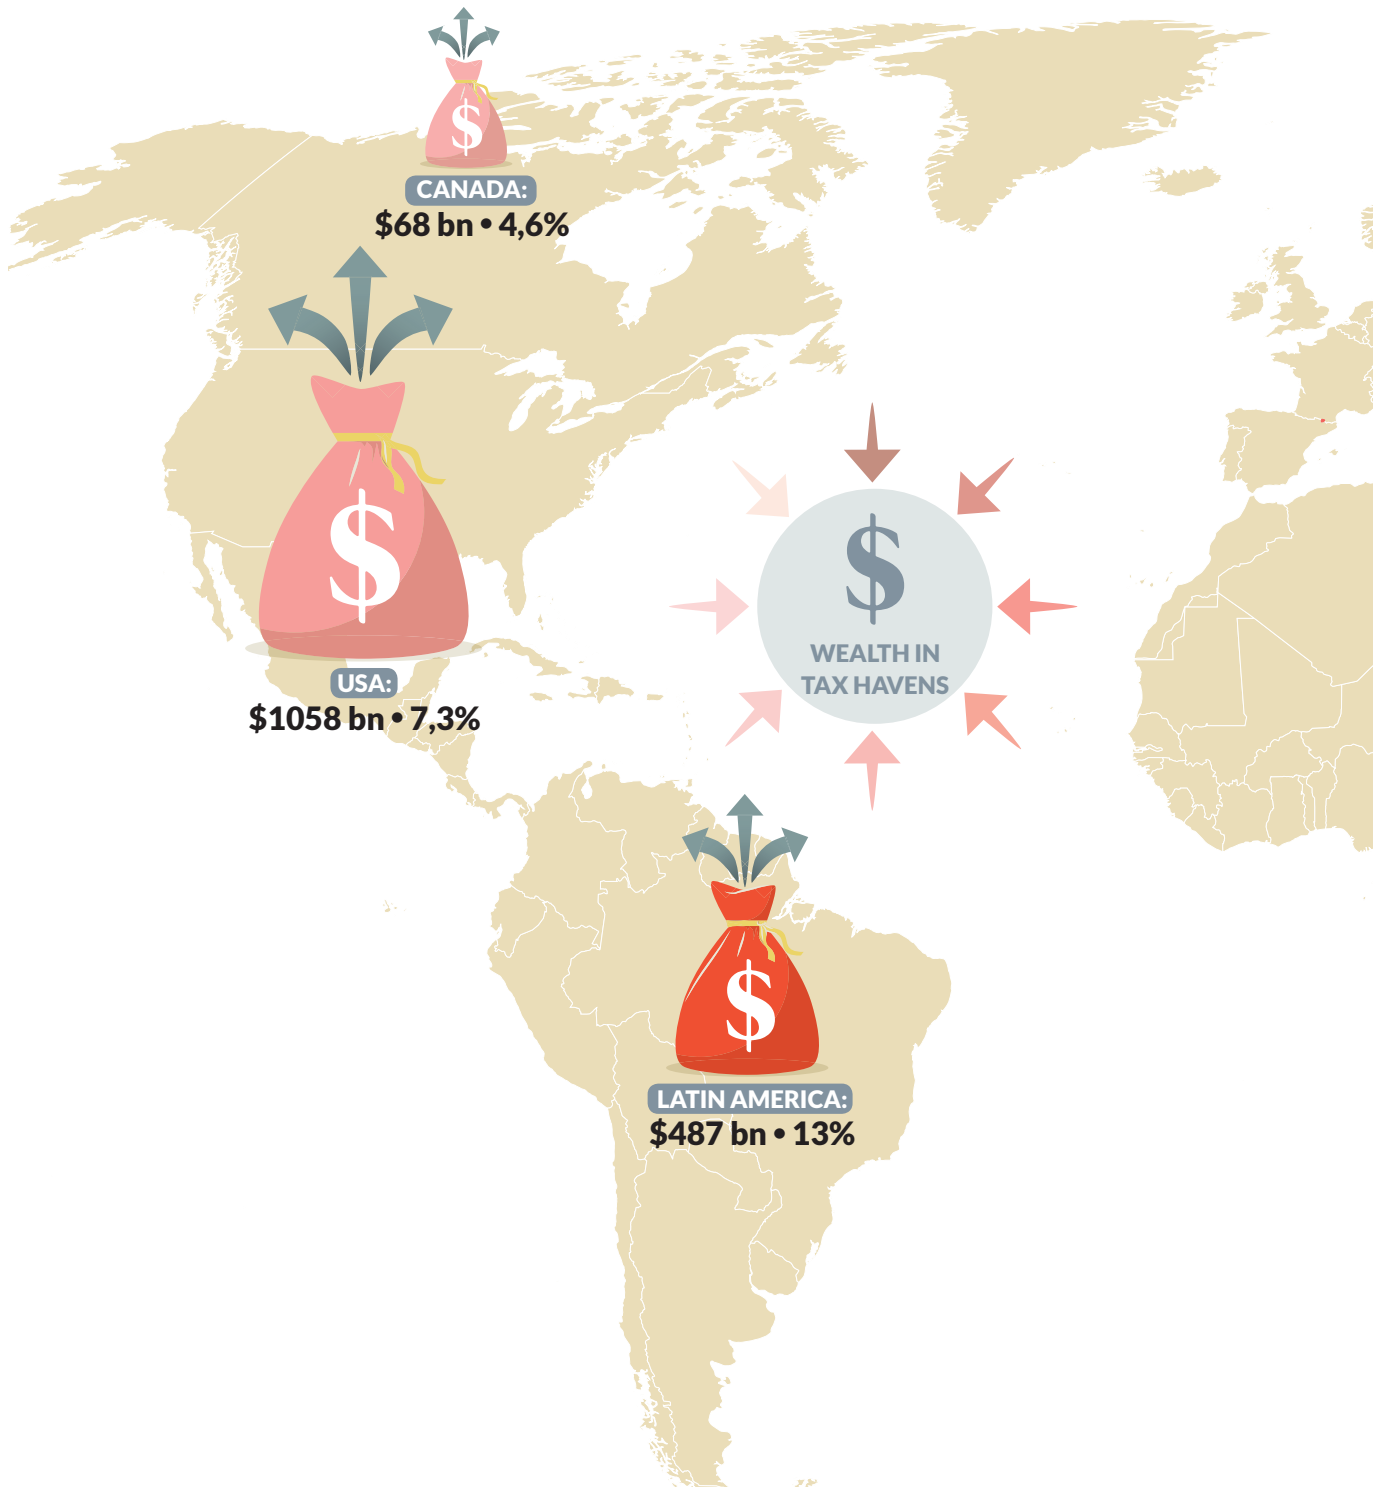 $
CANADA:
$68 bn • 4,6%
$
USA:
$1058 bn • 7,3%
$
WEALTH IN
TAX HAVENS
$
LATIN AMERICA:
$487 bn • 13%